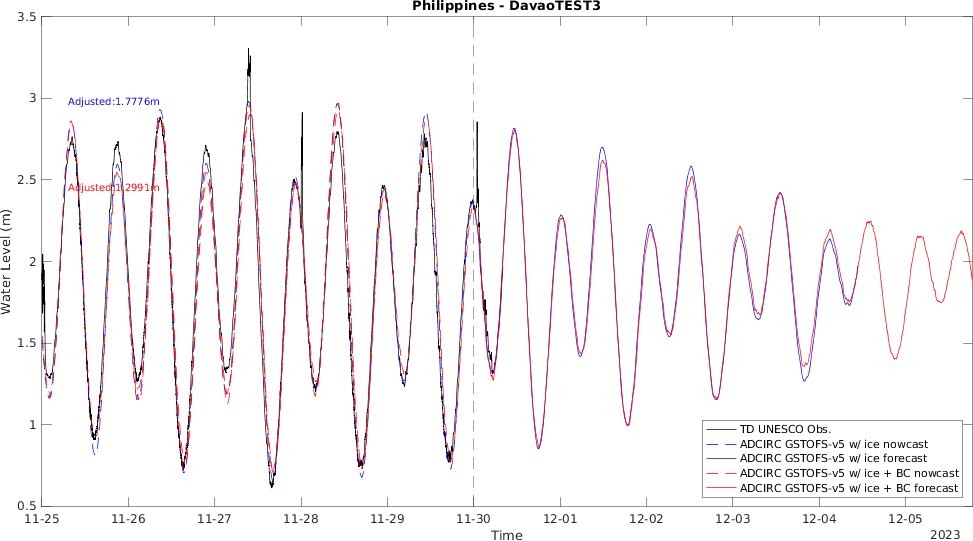 Philippines - DavaoTEST3
3.5
3
2.5
2
1.5
1
0.5
Water Level (m)
Adjusted:1.7776m
Adjusted:1.2991m
TD UNESCO Obs.
ADCIRC GSTOFS-v5 w/ ice nowcast
ADCIRC GSTOFS-v5 w/ ice forecast
ADCIRC GSTOFS-v5 w/ ice + BC nowcast
ADCIRC GSTOFS-v5 w/ ice + BC forecast
11-25 11-26 11-27 11-28 11-29 11-30 12-01 12-02 12-03 12-04 12-05
Time
2023